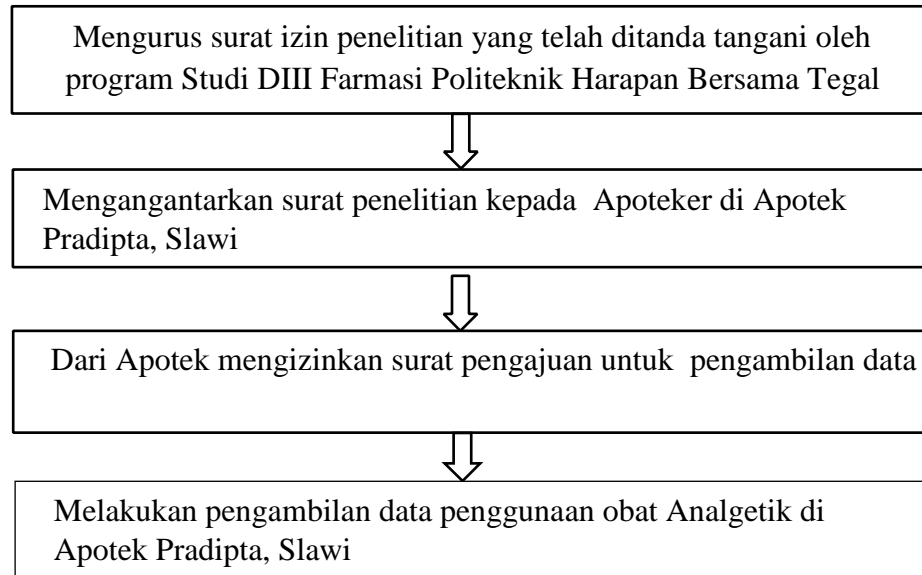 Mengurus surat izin penelitian yang telah ditanda tangani oleh
program Studi DIII Farmasi Politeknik Harapan Bersama Tegal
Mengangantarkan surat penelitian kepada Apoteker di Apotek
Pradipta, Slawi
Dari Apotek mengizinkan surat pengajuan untuk pengambilan data
Melakukan pengambilan data penggunaan obat Analgetik di
Apotek Pradipta, Slawi